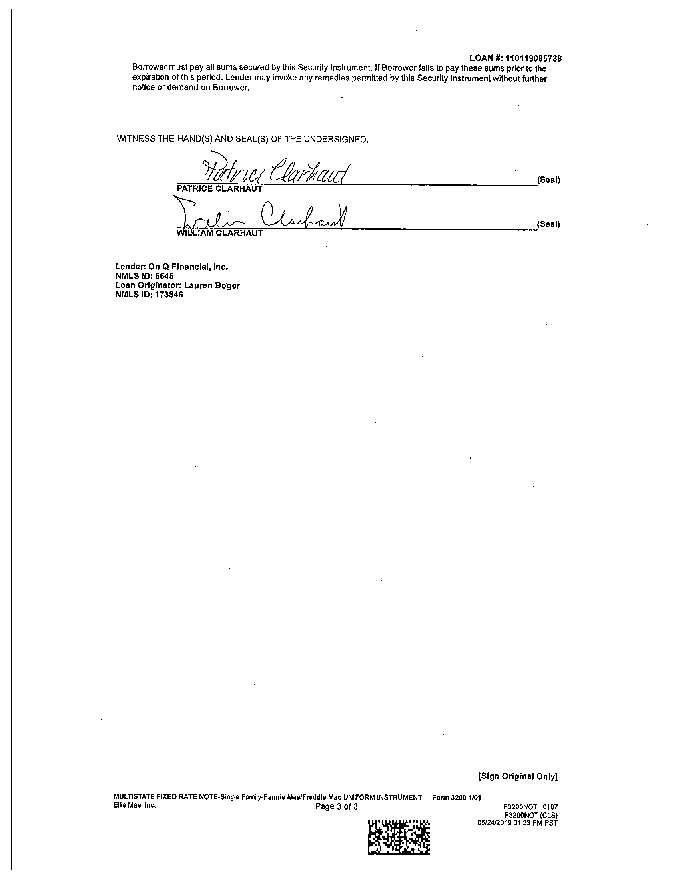 LOAN #: 110119085738
Borrower must pay all sums secured by this Security Instrument. If Borrower fails to pay these sums prior to the
expiration of this period, Lender may invoke any remedies permitted by this Security Instrument without further
notice or demand on Borrower.
WITNESS THE HAND(S) AND SEAL(S) OF THE UNDERSIGNED.
Patrice Clarhaut
(Seal)
PATRICE CLARHAUT
Clarhaut
(Seal)
WILLIAM CLARHAUT
Lender: On Q Financial, Inc.
NMLS ID: 5645
Loan Originator: Lauren Boger
NMLS ID: 173846
[Sign Original Only]
MULTISTATE FIXED RATE NOTE-Single Family-Fannie Mae/Freddie Mac UNIFORM INSTRUMENT Form 3200 1/01
Ellie Mae, Inc. Page 3 of 3 F3200NOT 0107
F3200NOT (CLS)
05/24/2019 01:33 PM PST